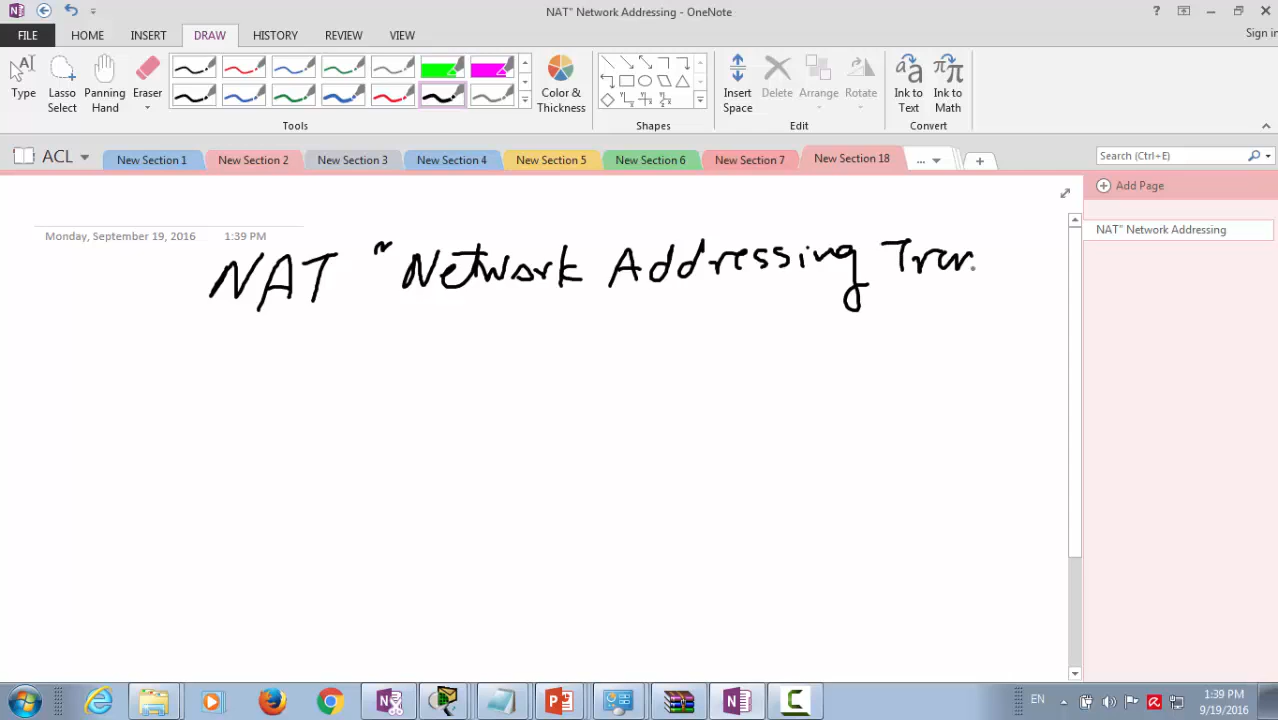 NAT" Network Addressing - OneNote
?
Sign in
FILE HOME INSERT DRAW HISTORY REVIEW VIEW
Type
Lasso Select
Panning Hand
Eraser
Color & Thickness
Insert Space
Delete
Arrange
Rotate
Ink to Text
Ink to Math
Tools
Shapes
Edit
Convert
ACL
New Section 1
New Section 2
New Section 3
New Section 4
New Section 5
New Section 6
New Section 7
New Section 18
...
Search (Ctrl+E)
Add Page
NAT" Network Addressing
Monday, September 19, 2016 1:39 PM
NAT " Network Addressing Tran
EN
1:39 PM
9/19/2016